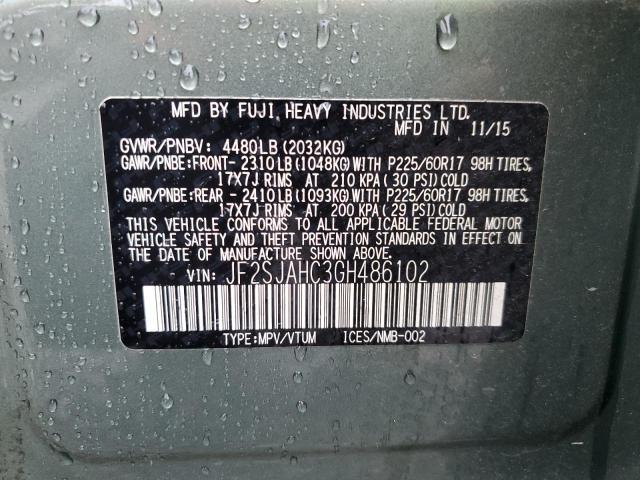 MFD BY FUJI HEAVY INDUSTRIES LTD.
MFD IN 11/15
GVWR/PNBV: 4480LB (2032KG)
GAWR/PNBE:FRONT- 2310LB (1048KG) WITH P225/60R17 98H TIRES,
17X7J RIMS AT 210 KPA (30 PSI) COLD
GAWR/PNBE:REAR - 2410LB (1093KG) WITH P225/60R17 98H TIRES,
17X7J RIMS AT 200 KPA (29 PSI) COLD
THIS VEHICLE CONFORMS TO ALL APPLICABLE FEDERAL MOTOR
VEHICLE SAFETY AND THEFT PREVENTION STANDARDS IN EFFECT ON
THE DATE OF MANUFACTURE SHOWN ABOVE.
VIN: JF2SJAHC3GH486102
TYPE:MPV/VTUM ICES/NMB-002